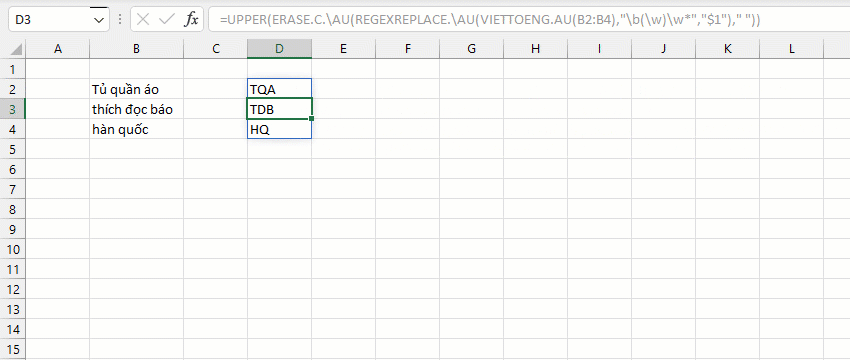 D3 fx =UPPER(ERASE.C.\AU(REGEXREPLACE.\AU(VIETTOENG.AU(B2:B4),"\b(\w)\w*","$1")," "))
A B C D E F G H I J K L
1
2 Tủ quần áo TQA
3 thích đọc báo TDB
4 hàn quốc HQ
5
6
7
8
9
10
11
12
13
14
15